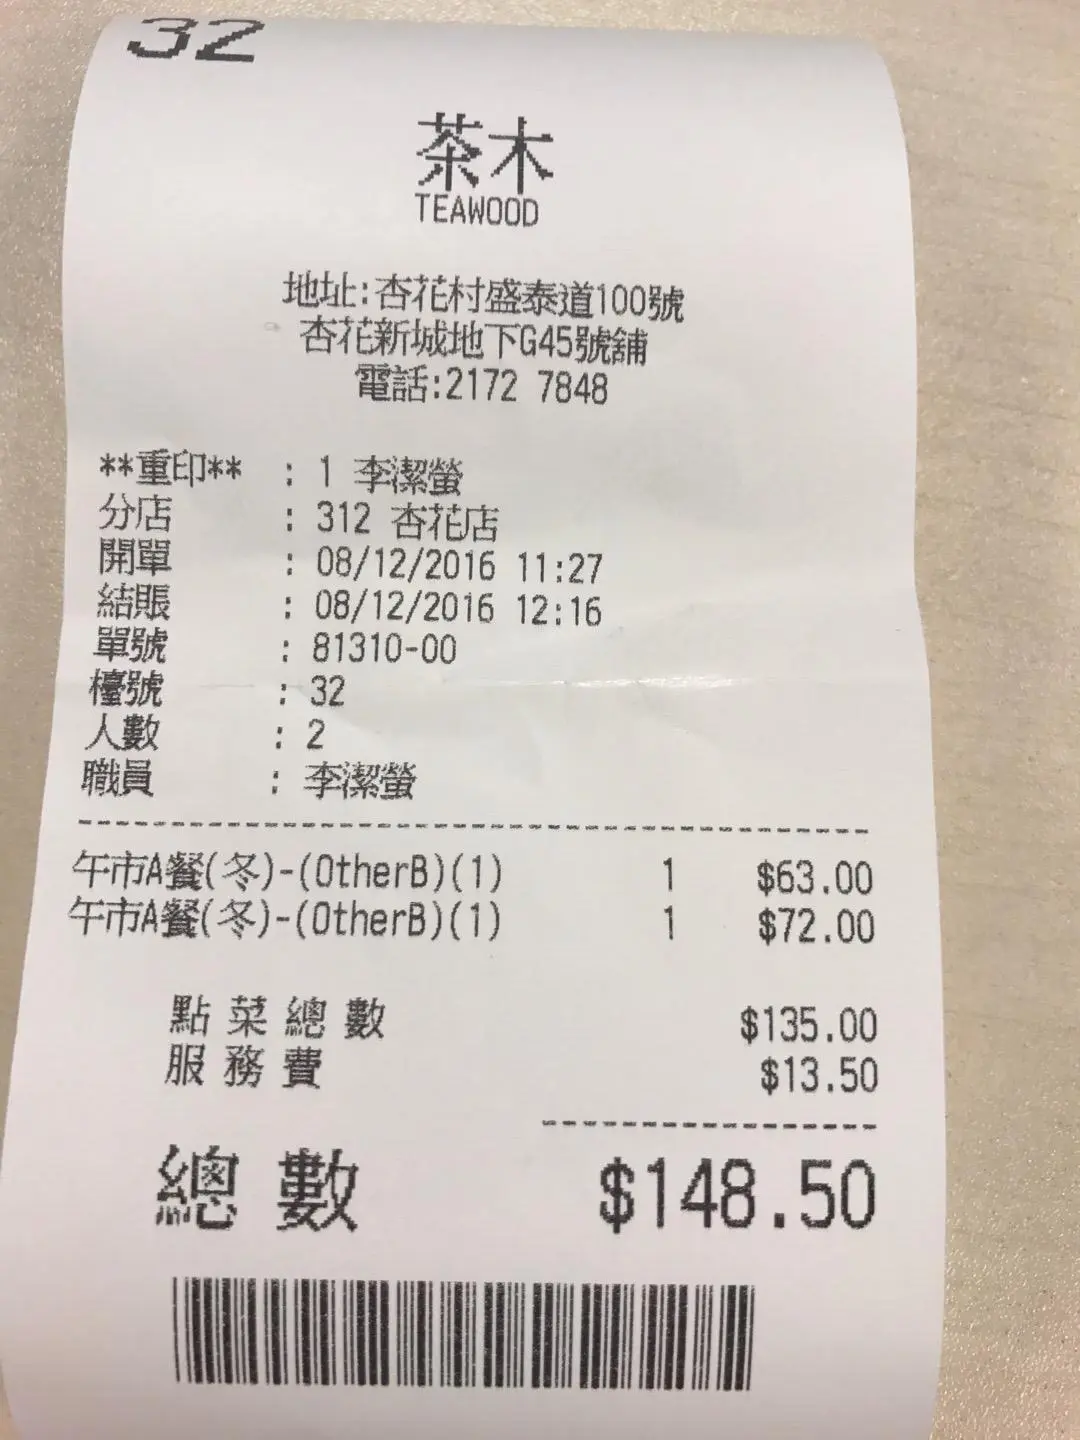 32
茶木
TEAWOOD
地址:杏花村盛泰道100號
杏花新城地下G45號舖
電話:2172 7848
**重印** : 1 李潔螢
分店 : 312 杏花店
開單 : 08/12/2016 11:27
結賬 : 08/12/2016 12:16
單號 : 81310-00
檯號 : 32
人數 : 2
職員 : 李潔螢
午市A餐(冬)-(OtherB)(1) 1 $63.00
午市A餐(冬)-(OtherB)(1) 1 $72.00
點菜總數 $135.00
服務費 $13.50
總數 $148.50